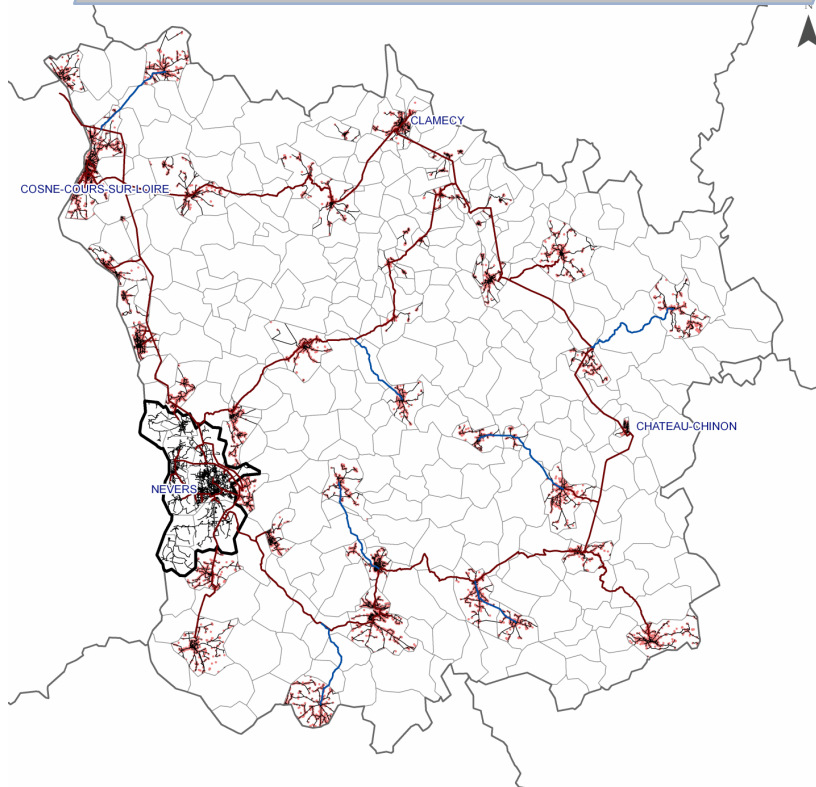 N
CLAMECY
COSNE-COURS-SUR-LOIRE
CHATEAU-CHINON
NEVERS